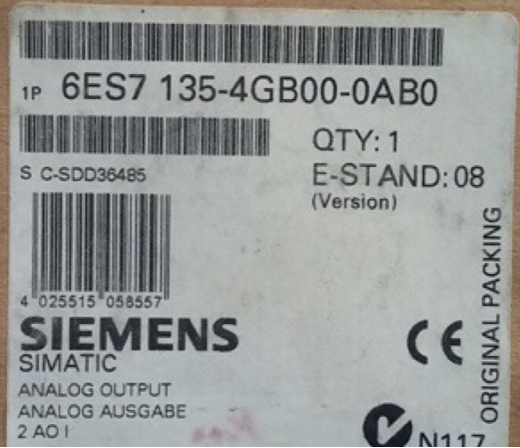 1P 6ES7 135-4GB00-0AB0
QTY: 1
S C-SDD36485
E-STAND: 08
(Version)
4 025515 058557
SIEMENS
SIMATIC
ANALOG OUTPUT
ANALOG AUSGABE
2 AO I
CE
N117
ORIGINAL PACKING